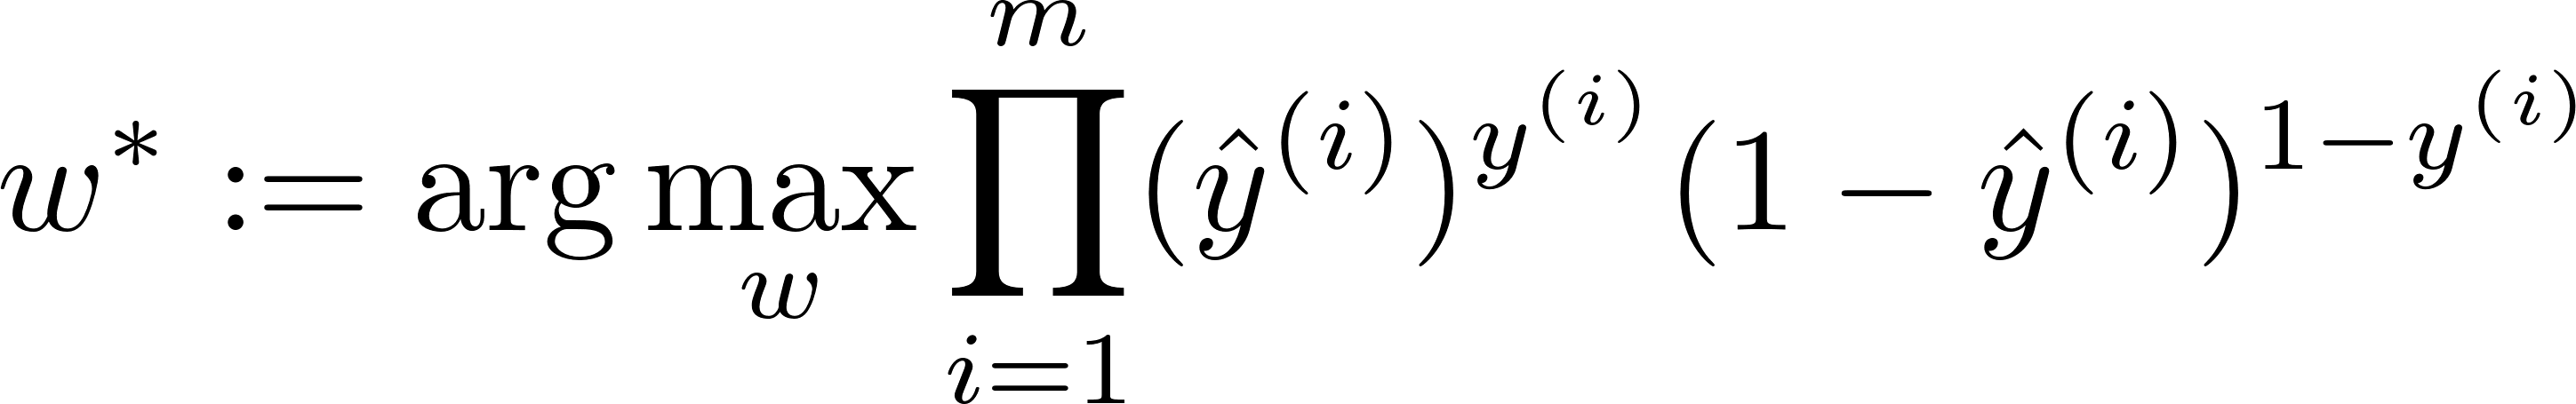 w^* := \arg\max_w \prod_{i=1}^{m} (\hat{y}^{(i)})^{y^{(i)}} (1 - \hat{y}^{(i)})^{1-y^{(i)}}